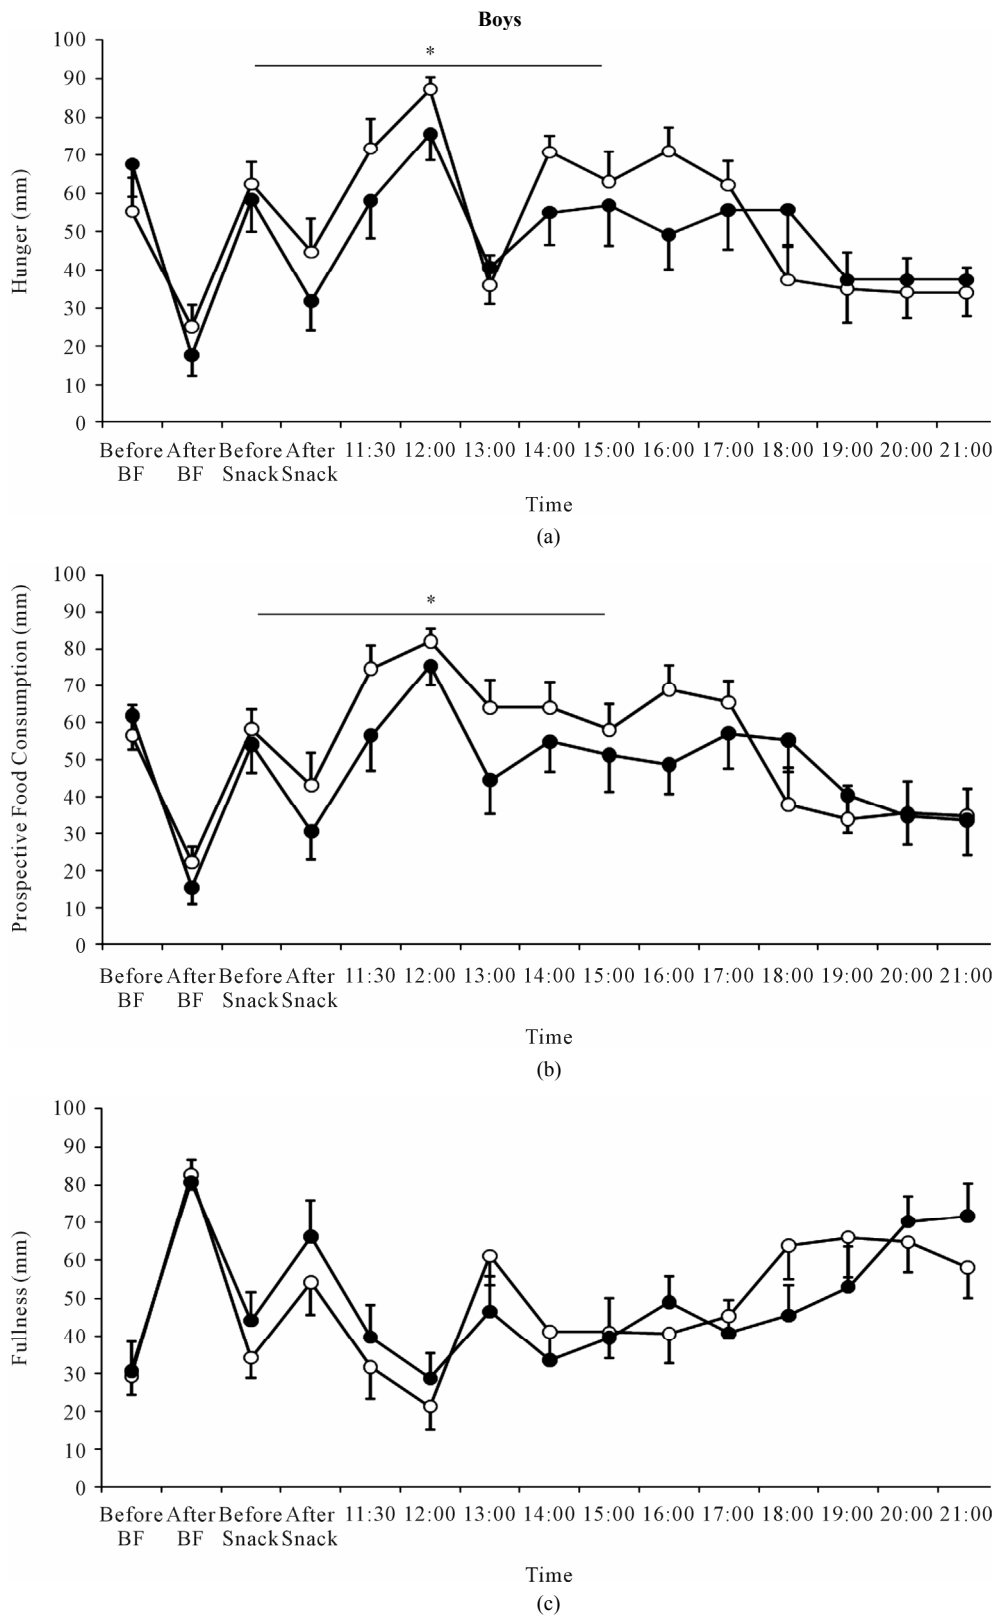 Boys
*
100
90
80
70
60
50
40
30
20
10
0
Hunger (mm)
Before After Before After 11:30 12:00 13:00 14:00 15:00 16:00 17:00 18:00 19:00 20:00 21:00
BF BF Snack Snack
Time
(a)
*
100
90
80
70
60
50
40
30
20
10
0
Prospective Food Consumption (mm)
Before After Before After 11:30 12:00 13:00 14:00 15:00 16:00 17:00 18:00 19:00 20:00 21:00
BF BF Snack Snack
Time
(b)
100
90
80
70
60
50
40
30
20
10
0
Fullness (mm)
Before After Before After 11:30 12:00 13:00 14:00 15:00 16:00 17:00 18:00 19:00 20:00 21:00
BF BF Snack Snack
Time
(c)